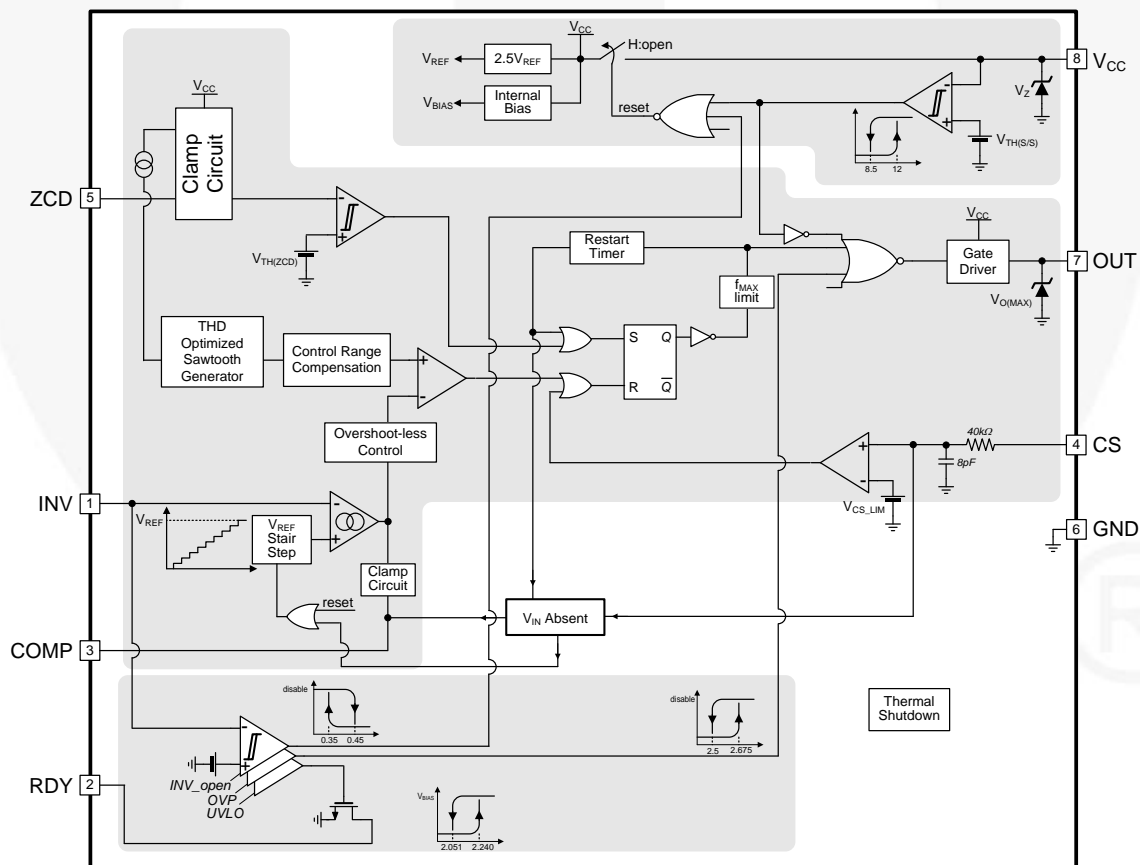 VCC
VREF
2.5VREF
H:open
8
VCC
VBIAS
Internal
Bias
reset
VZ
VTH(S/S)
8.5
12
VCC
Clamp
Circuit
ZCD
5
VTH(ZCD)
Restart
Timer
VCC
Gate
Driver
7
OUT
fMAX
limit
VO(MAX)
THD
Optimized
Sawtooth
Generator
Control Range
Compensation
S
Q
R
Q
Overshoot-less
Control
40kΩ
4
CS
8pF
INV
1
VREF
VREF
Stair
Step
VCS_LIM
6
GND
Clamp
Circuit
reset
VIN Absent
COMP
3
disable
0.35
0.45
disable
2.5
2.675
Thermal
Shutdown
RDY
2
INV_open
OVP
UVLO
VBIAS
2.051
2.240
R